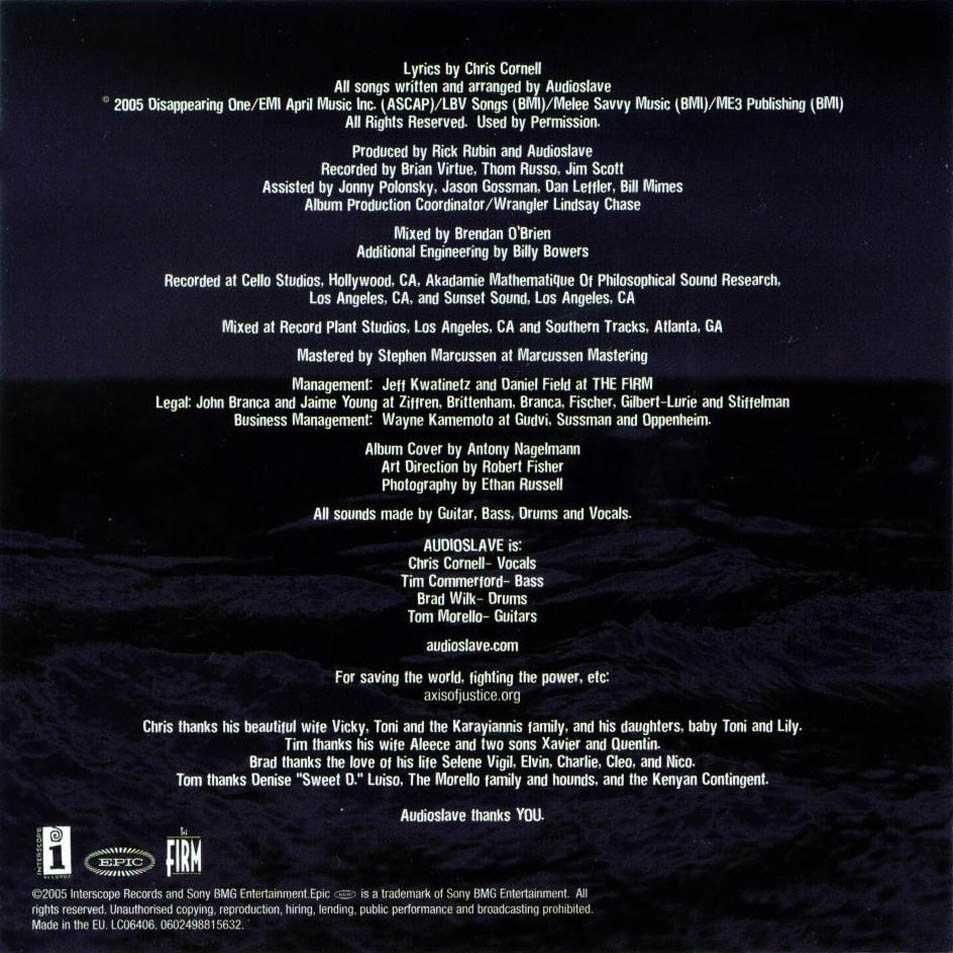 Lyrics by Chris Cornell
All songs written and arranged by Audioslave
© 2005 Disappearing One/EMI April Music Inc. (ASCAP)/LBV Songs (BMI)/Melee Savvy Music (BMI)/ME3 Publishing (BMI)
All Rights Reserved. Used by Permission.
Produced by Rick Rubin and Audioslave
Recorded by Brian Virtue, Thom Russo, Jim Scott
Assisted by Jonny Polonsky, Jason Gossman, Dan Leffler, Bill Mimes
Album Production Coordinator/Wrangler Lindsay Chase
Mixed by Brendan O'Brien
Additional Engineering by Billy Bowers
Recorded at Cello Studios, Hollywood, CA, Akadamie Mathematique Of Philosophical Sound Research,
Los Angeles, CA, and Sunset Sound, Los Angeles, CA
Mixed at Record Plant Studios, Los Angeles, CA and Southern Tracks, Atlanta, GA
Mastered by Stephen Marcussen at Marcussen Mastering
Management: Jeff Kwatinetz and Daniel Field at THE FIRM
Legal: John Branca and Jaime Young at Ziffren, Brittenham, Branca, Fischer, Gilbert-Lurie and Stiffelman
Business Management: Wayne Kamemoto at Gudvi, Sussman and Oppenheim.
Album Cover by Antony Nagelmann
Art Direction by Robert Fisher
Photography by Ethan Russell
All sounds made by Guitar, Bass, Drums and Vocals.
AUDIOSLAVE is:
Chris Cornell- Vocals
Tim Commerford- Bass
Brad Wilk- Drums
Tom Morello- Guitars
audioslave.com
For saving the world, fighting the power, etc:
axisofjustice.org
Chris thanks his beautiful wife Vicky, Toni and the Karayiannis family, and his daughters, baby Toni and Lily.
Tim thanks his wife Aleece and two sons Xavier and Quentin.
Brad thanks the love of his life Selene Vigil, Elvin, Charlie, Cleo, and Nico.
Tom thanks Denise "Sweet D." Luiso, The Morello family and hounds, and the Kenyan Contingent.
Audioslave thanks YOU.
INTERSCOPE RECORDS
i
EPIC
THE FIRM
©2005 Interscope Records and Sony BMG Entertainment.Epic EPIC is a trademark of Sony BMG Entertainment. All
rights reserved. Unauthorised copying, reproduction, hiring, lending, public performance and broadcasting prohibited.
Made in the EU. LC06406. 0602498815632.